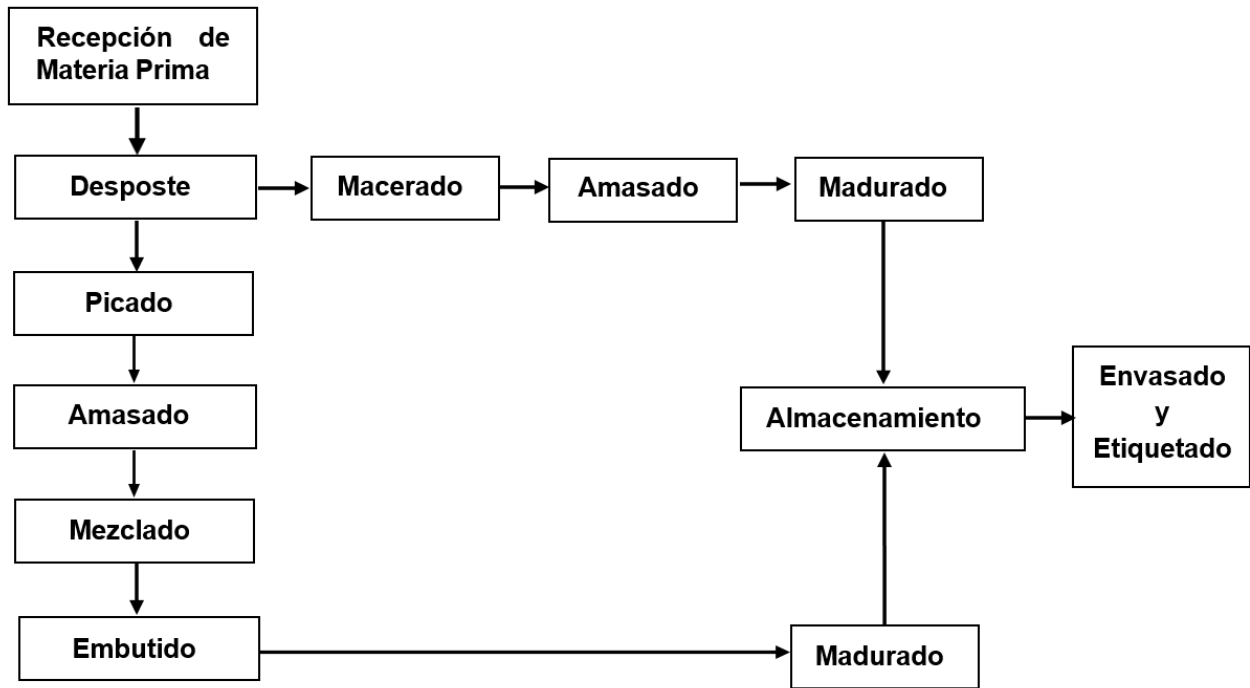 Recepción de
Materia Prima
Desposte
Macerado
Amasado
Madurado
Picado
Amasado
Almacenamiento
Envasado
y
Etiquetado
Mezclado
Embutido
Madurado